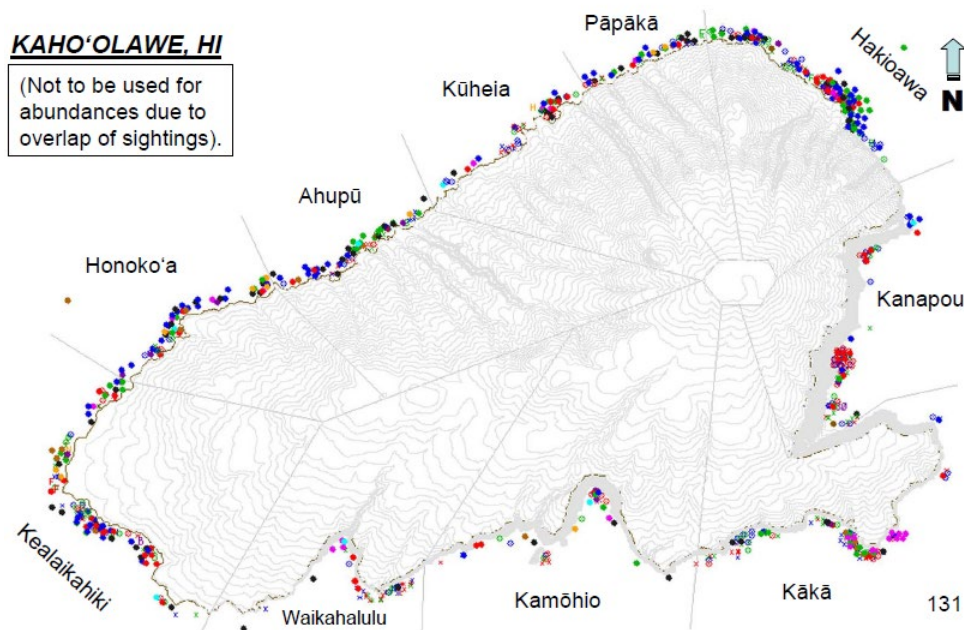 KAHO‘OLAWE, HI
(Not to be used for
abundances due to
overlap of sightings).
Pāpākā
Hakioawa
N
Kūheia
Ahupū
Honoko‘a
Kanapou
Kealaikahiki
Waikahalulu
Kamōhio
Kākā
131